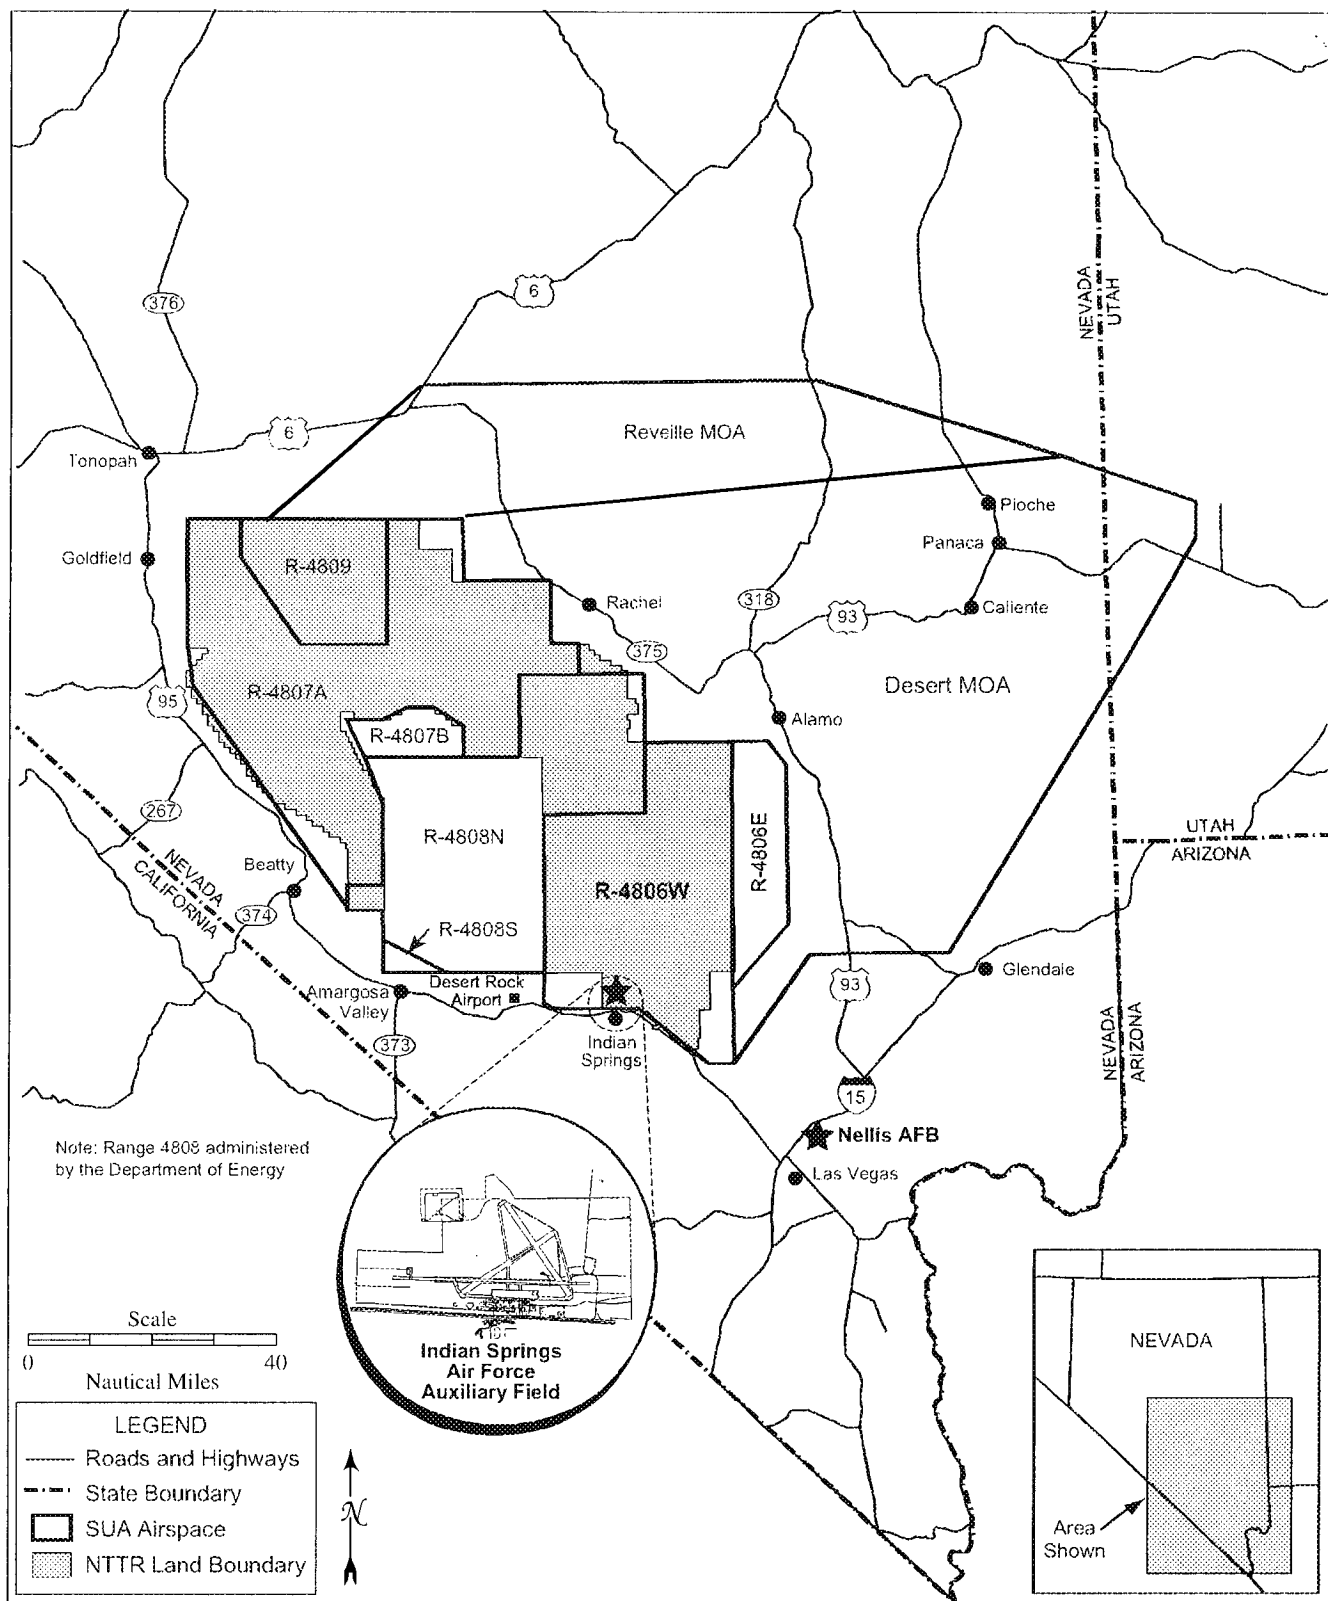 376
6
NEVADA
UTAH
6
Reveille MOA
Tonopah
Pioche
Goldfield
Panaca
R-4809
Rachel
318
93
Caliente
375
R-4807A
Desert MOA
95
Alamo
R-4807B
267
R-4808N
UTAH
ARIZONA
R-4806E
NEVADA
CALIFORNIA
Beatty
R-4806W
374
R-4808S
Glendale
Desert Rock
Airport
93
Amargosa
Valley
Indian
Springs
373
NEVADA
ARIZONA
15
Nellis AFB
Note: Range 4808 administered
by the Department of Energy
Las Vegas
Indian Springs
Air Force
Auxiliary Field
Scale
0
40
Nautical Miles
LEGEND
Roads and Highways
State Boundary
SUA Airspace
NTTR Land Boundary
N
NEVADA
Area
Shown